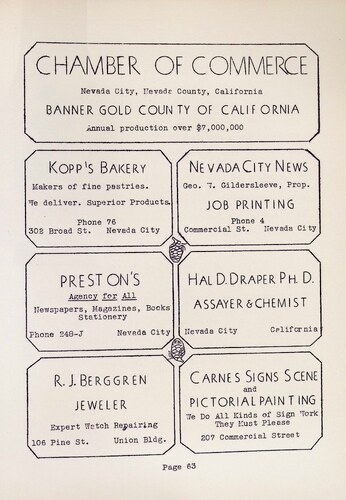 CHAMBER OF COMMERCE
Nevada City, Nevada County, California
BANNER GOLD COUNTY OF CALIFORNIA
Annual production over $7,000,000
KOPP'S BAKERY
Makers of fine pastries.
We deliver. Superior Products
Phone 76
302 Broad St. Nevada City
NEVADA CITY NEWS
Geo. T. Gildersleeve, Prop.
JOB PRINTING
Phone 4
Commercial St. Nevada City
PRESTON'S
Agency for All
Newspapers, Magazines, Books
Stationery
Phone 248-J Nevada City
HAL D. DRAPER PH. D.
ASSAYER & CHEMIST
Nevada City California
R. J. BERGGREN
JEWELER
Expert Watch Repairing
106 Pine St. Union Bldg.
CARNES SIGNS SCENE
and
PICTORIAL PAINTING
We Do All Kinds of Sign Work
They Must Please
207 Commercial Street
Page 63